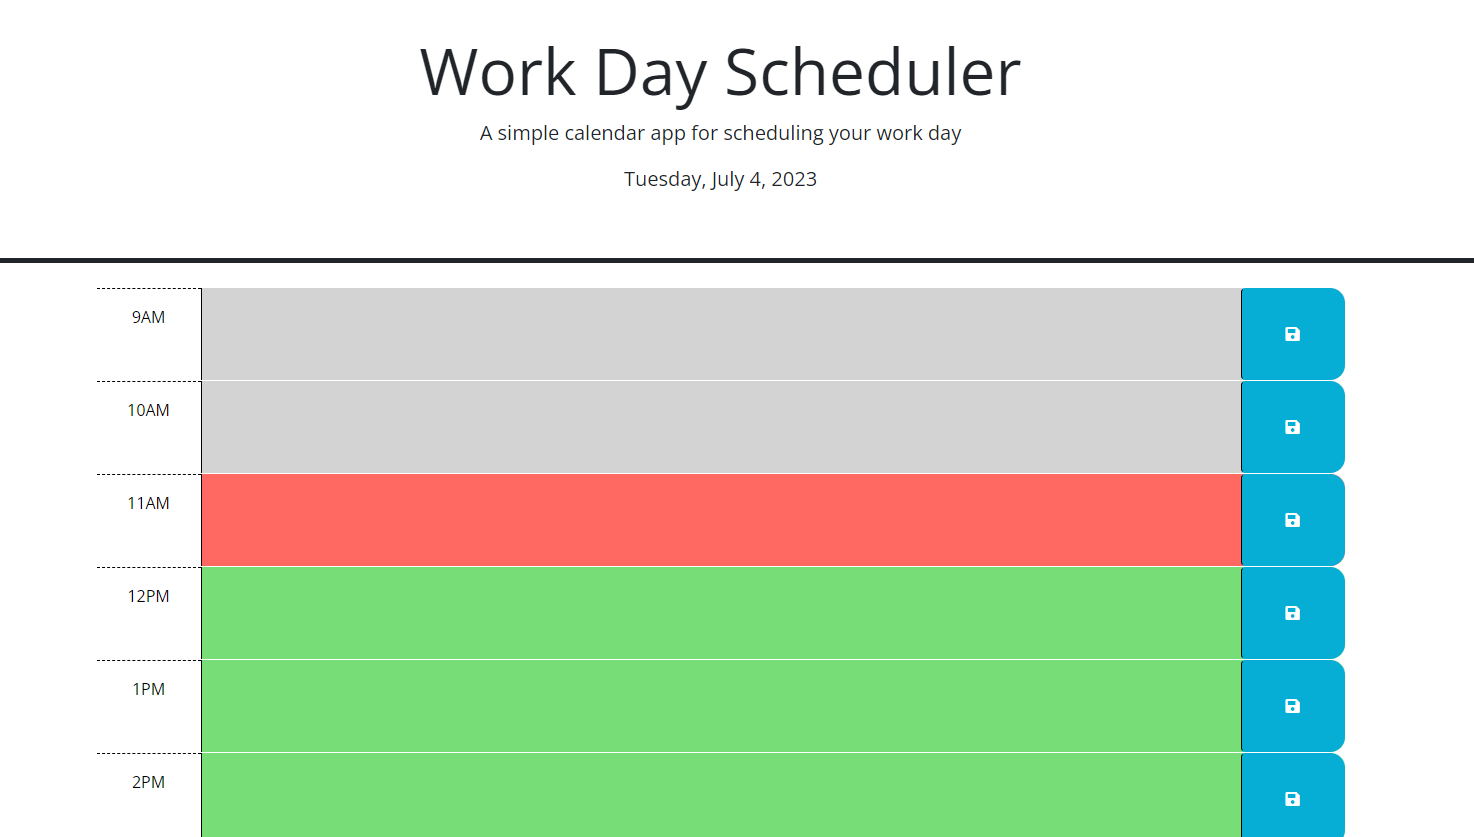 Work Day Scheduler
A simple calendar app for scheduling your work day
Tuesday, July 4, 2023
9AM
10AM
11AM
12PM
1PM
2PM